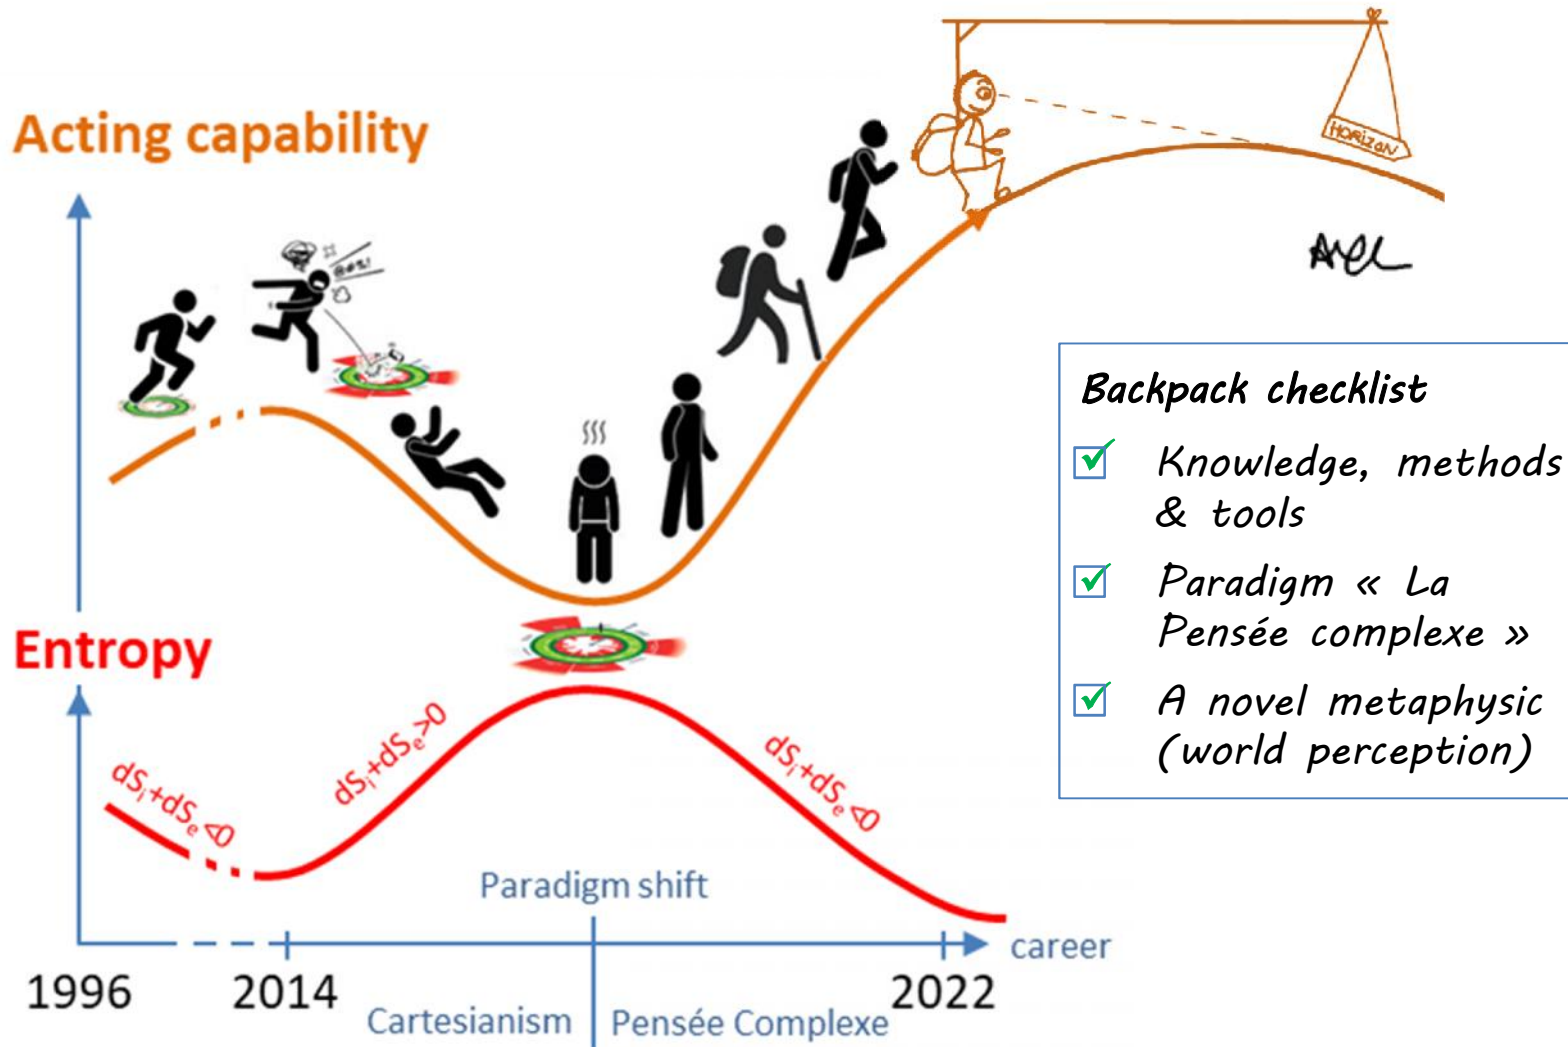 Acting capability
HORIZON
@#%!
Backpack checklist
Knowledge, methods
& tools
Paradigm « La
Pensée complexe »
A novel metaphysic
(world perception)
Entropy
dSᵢ+dSₑ<0
dSᵢ+dSₑ>0
dSᵢ+dSₑ<0
Paradigm shift
career
1996
2014
2022
Cartesianism
Pensée Complexe